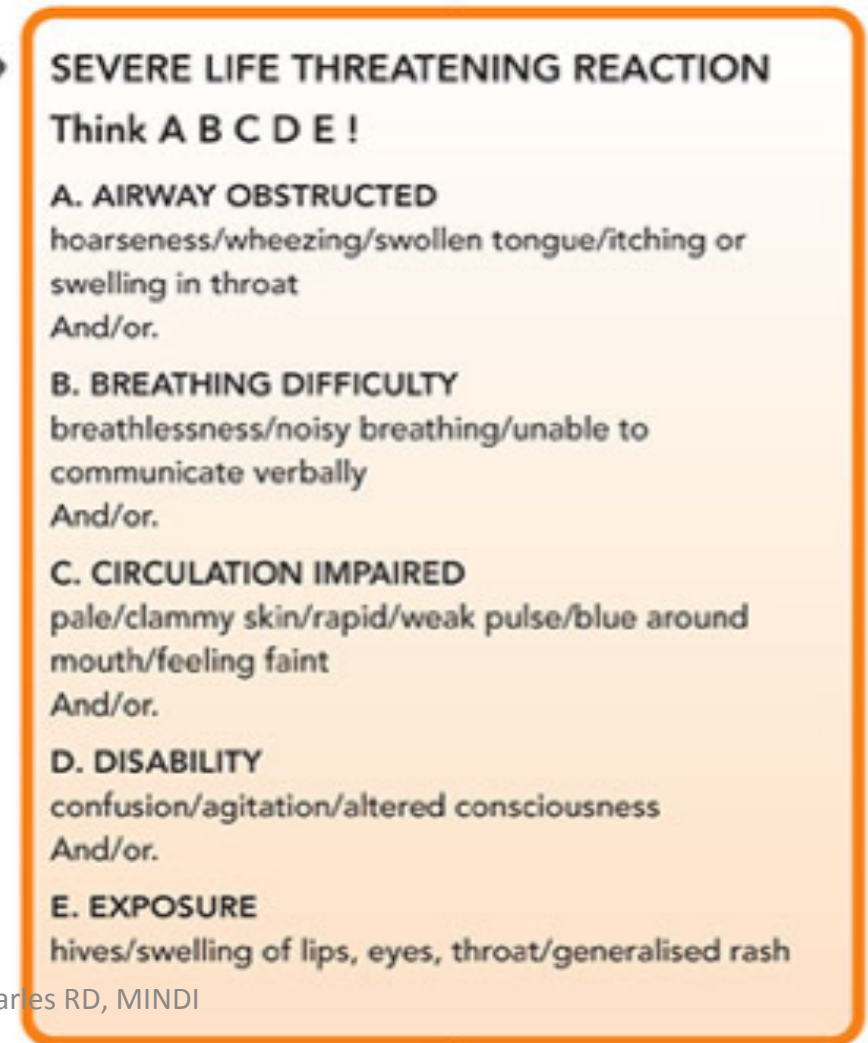 SEVERE LIFE THREATENING REACTION
Think A B C D E !
A. AIRWAY OBSTRUCTED
hoarseness/wheezing/swollen tongue/itching or
swelling in throat
And/or.
B. BREATHING DIFFICULTY
breathlessness/noisy breathing/unable to
communicate verbally
And/or.
C. CIRCULATION IMPAIRED
pale/clammy skin/rapid/weak pulse/blue around
mouth/feeling faint
And/or.
D. DISABILITY
confusion/agitation/altered consciousness
And/or.
E. EXPOSURE
hives/swelling of lips, eyes, throat/generalised rash
arles RD, MINDI